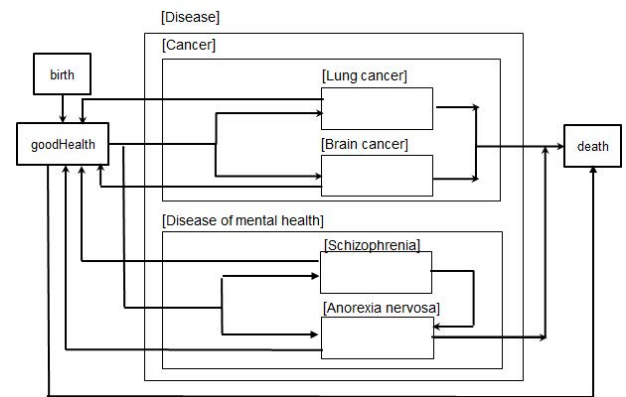 [Disease]
[Cancer]
birth
[Lung cancer]
goodHealth
[Brain cancer]
death
[Disease of mental health]
[Schizophrenia]
[Anorexia nervosa]